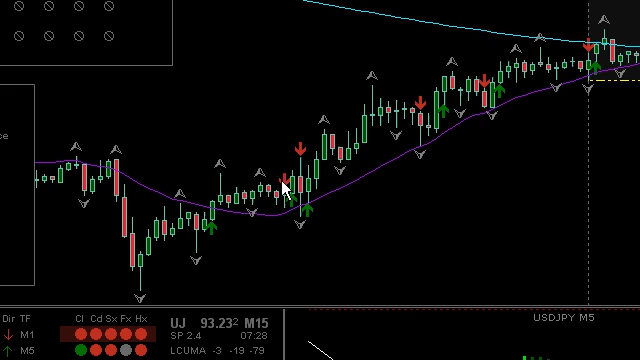 ce
USDJPY M5
Dir TF Cl Cd Sx Fx Hx
M1
M5
UJ 93.23² M15
SP 2.4 07:28
LCUMA -3 -19 -79